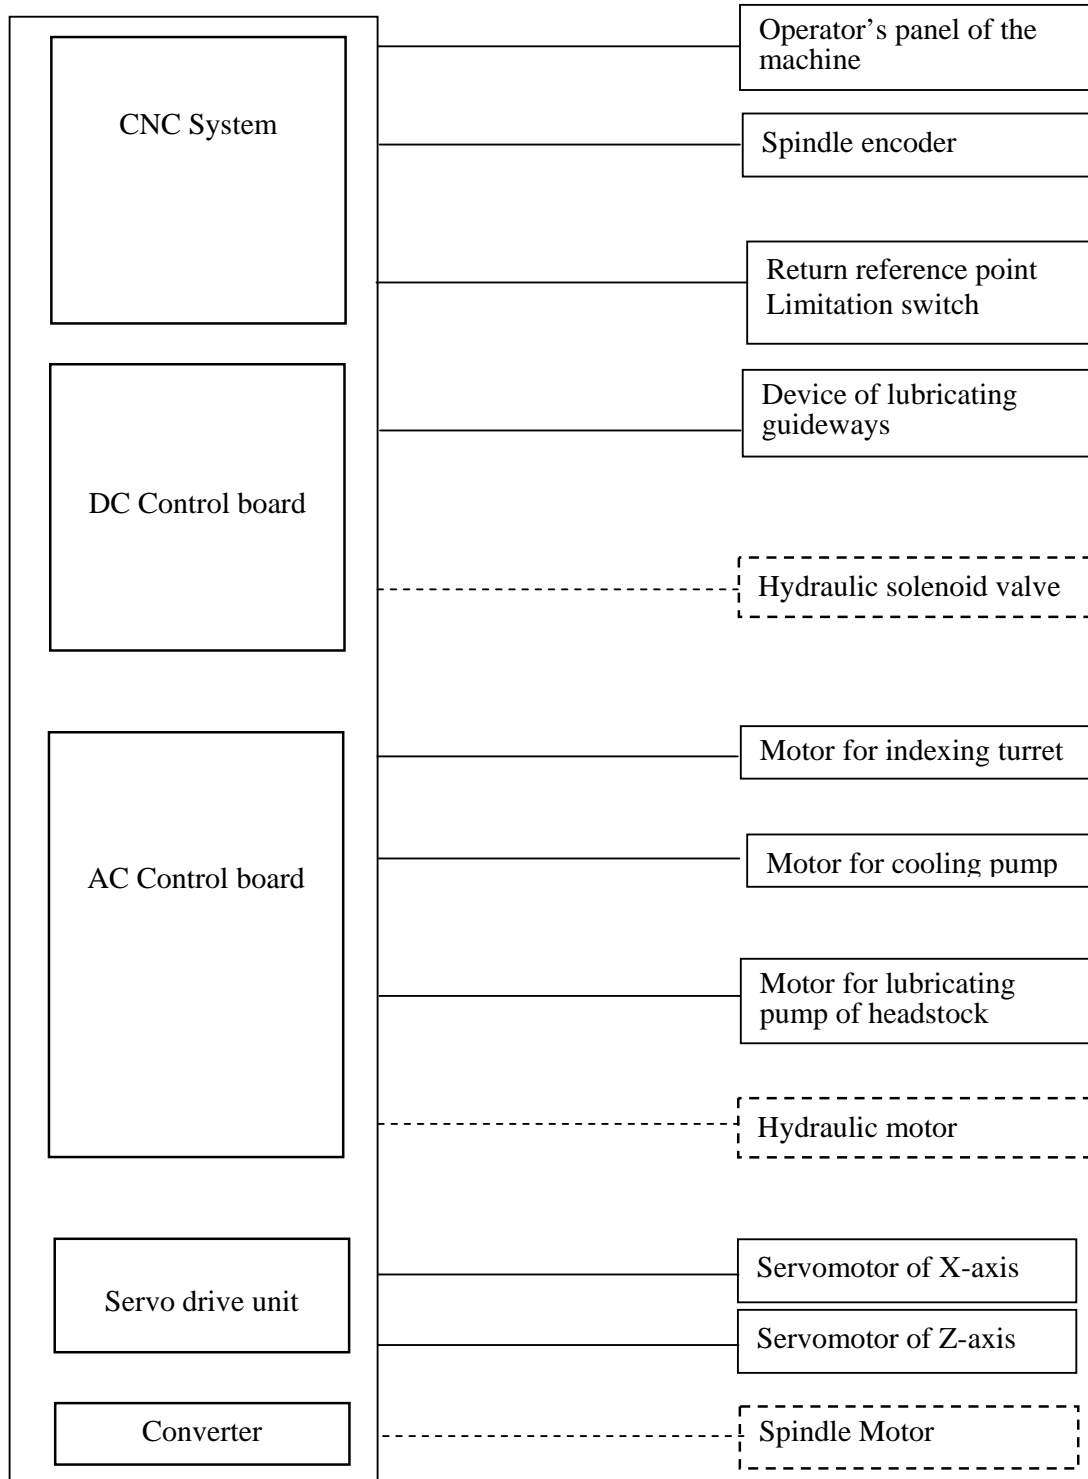 Operator’s panel of the
machine
CNC System
Spindle encoder
Return reference point
Limitation switch
Device of lubricating
guideways
DC Control board
Hydraulic solenoid valve
Motor for indexing turret
Motor for cooling pump
AC Control board
Motor for lubricating
pump of headstock
Hydraulic motor
Servomotor of X-axis
Servo drive unit
Servomotor of Z-axis
Converter
Spindle Motor